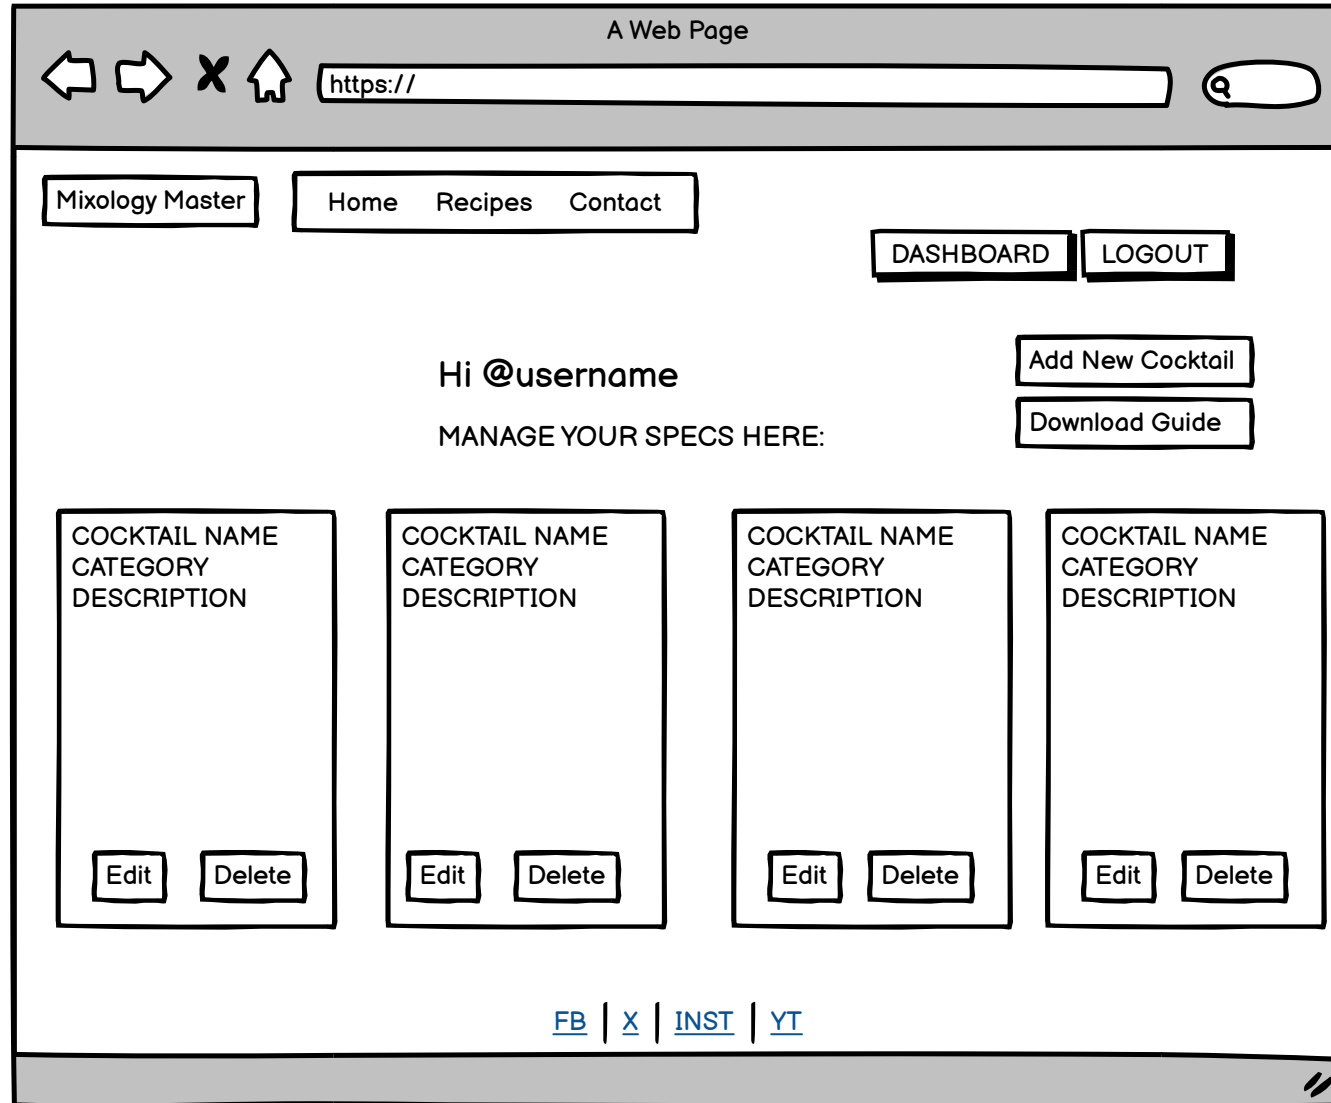 A Web Page
https://
Mixology Master
Home Recipes Contact
DASHBOARD LOGOUT
Hi @username
MANAGE YOUR SPECS HERE:
Add New Cocktail
Download Guide
COCKTAIL NAME
CATEGORY
DESCRIPTION
Edit Delete
COCKTAIL NAME
CATEGORY
DESCRIPTION
Edit Delete
COCKTAIL NAME
CATEGORY
DESCRIPTION
Edit Delete
COCKTAIL NAME
CATEGORY
DESCRIPTION
Edit Delete
FB | X | INST | YT